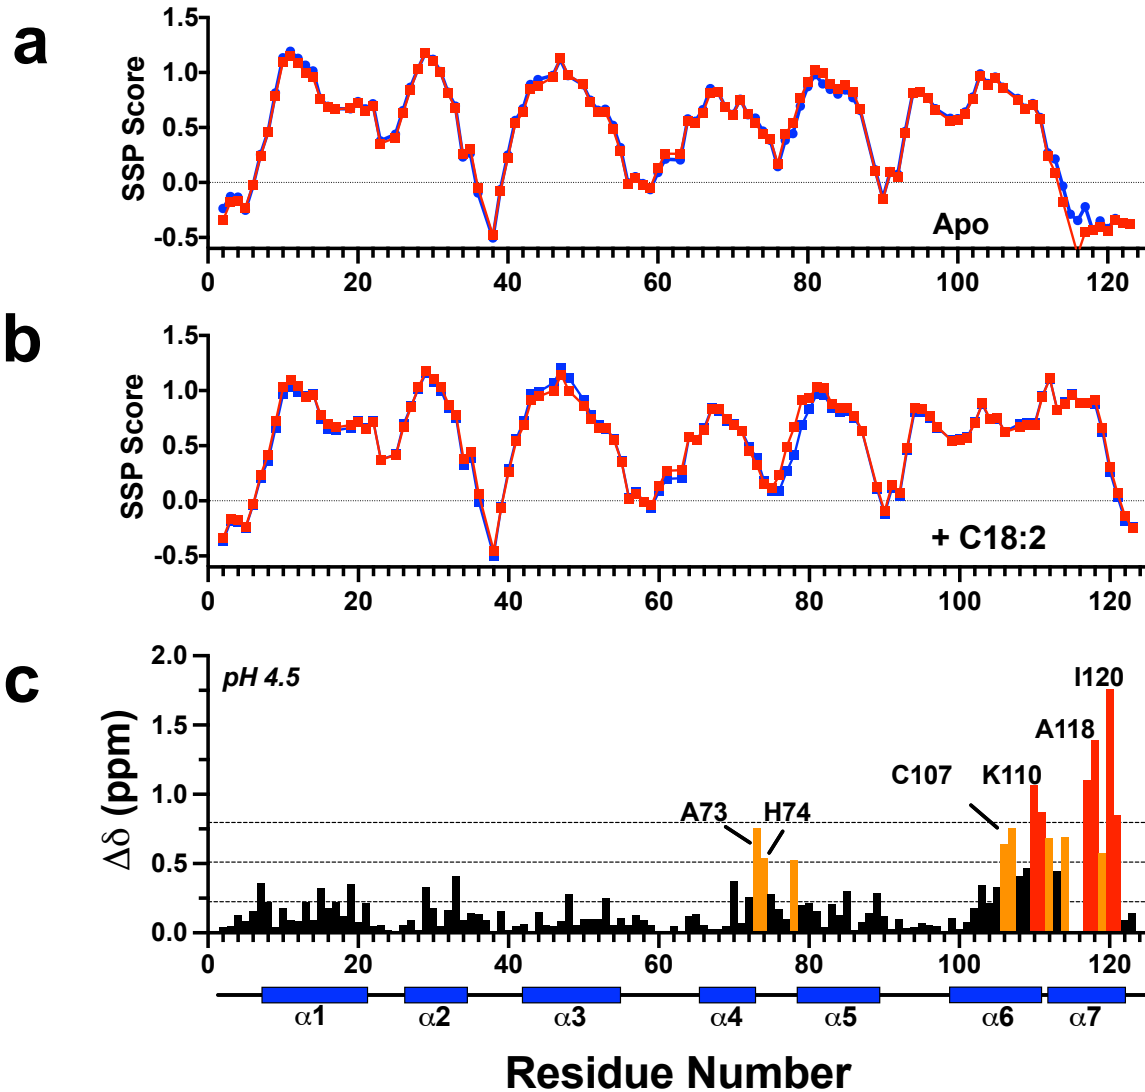 a
SSP Score
1.5
1.0
0.5
0.0
-0.5
Apo
0 20 40 60 80 100 120
b
SSP Score
1.5
1.0
0.5
0.0
-0.5
+ C18:2
0 20 40 60 80 100 120
c
Δδ (ppm)
2.0
1.5
1.0
0.5
0.0
pH 4.5
I120
A118
C107 K110
A73 H74
0 20 40 60 80 100 120
α1 α2 α3 α4 α5 α6 α7
Residue Number